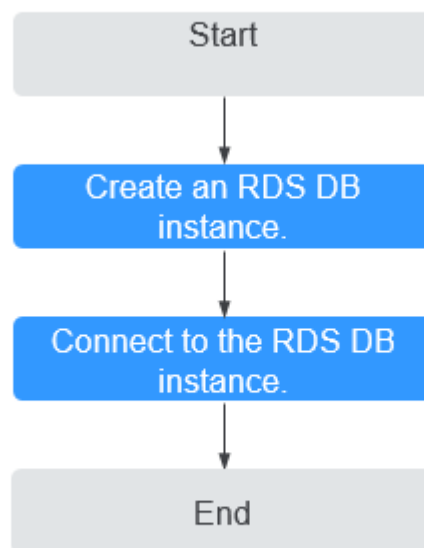 Start
Create an RDS DB
instance.
Connect to the RDS DB
instance.
End